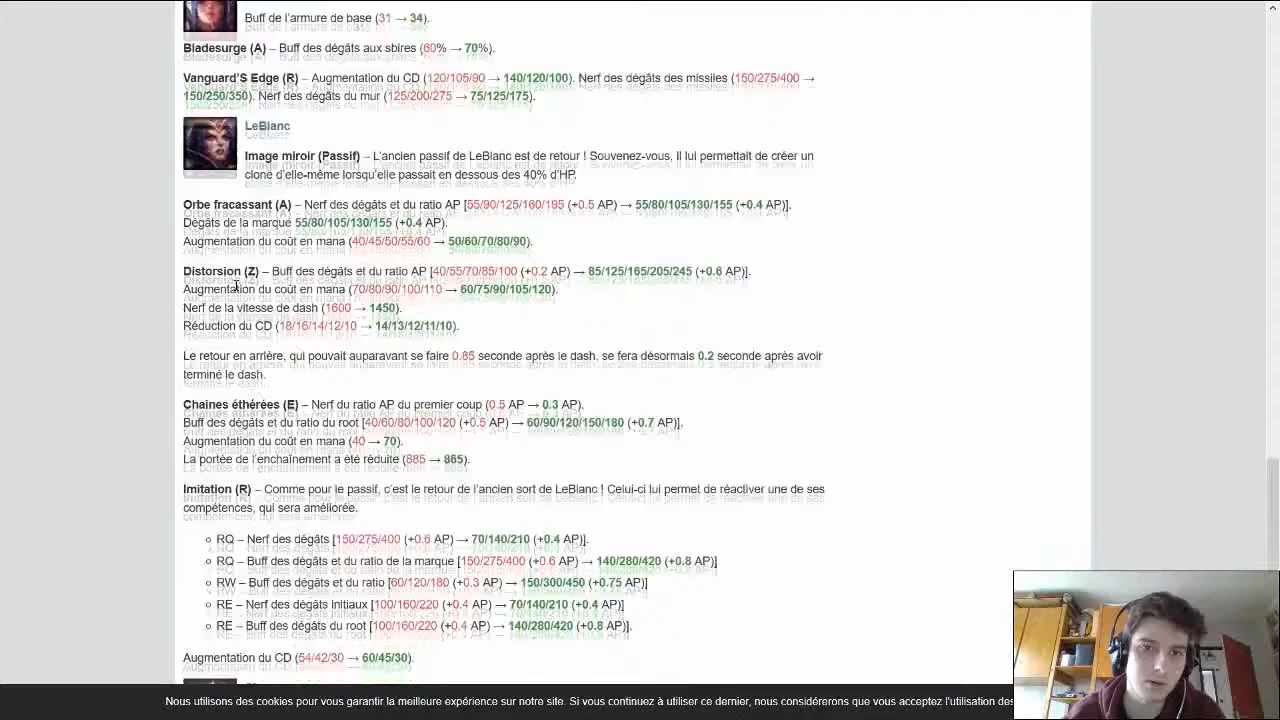 Buff de l'armure de base (31 → 34).
Bladesurge (A) – Buff des dégâts aux sbires (60% → 70%).
Vanguard'S Edge (R) – Augmentation du CD (120/105/90 → 140/120/100). Nerf des dégâts des missiles (150/275/400 →
150/250/350). Nerf des dégâts du mur (125/200/275 → 75/125/175).
LeBlanc
Image miroir (Passif) – L'ancien passif de LeBlanc est de retour ! Souvenez-vous, il lui permettait de créer un
clone d'elle-même lorsqu'elle passait en dessous des 40% d'HP.
Orbe fracassant (A) – Nerf des dégâts et du ratio AP [55/90/125/160/195 (+0.5 AP) → 55/80/105/130/155 (+0.4 AP)].
Dégâts de la marque 55/80/105/130/155 (+0.4 AP).
Augmentation du coût en mana (40/45/50/55/60 → 50/60/70/80/90).
Distorsion (Z) – Buff des dégâts et du ratio AP [40/55/70/85/100 (+0.2 AP) → 85/125/165/205/245 (+0.6 AP)].
Augmentation du coût en mana (70/80/90/100/110 → 60/75/90/105/120).
Nerf de la vitesse de dash (1600 → 1450).
Réduction du CD (18/16/14/12/10 → 14/13/12/11/10).
Le retour en arrière, qui pouvait auparavant se faire 0.85 seconde après le dash, se fera désormais 0.2 seconde après avoir
terminé le dash.
Chaines éthérées (E) – Nerf du ratio AP du premier coup (0.5 AP → 0.3 AP).
Buff des dégâts et du ratio du root [40/60/80/100/120 (+0.5 AP) → 60/90/120/150/180 (+0.7 AP)].
Augmentation du coût en mana (40 → 70).
La portée de l'enchaînement a été réduite (885 → 865).
Imitation (R) – Comme pour le passif, c'est le retour de l'ancien sort de LeBlanc ! Celui-ci lui permet de réactiver une de ses
compétences, qui sera améliorée.
RQ – Nerf des dégâts [150/275/400 (+0.6 AP) → 70/140/210 (+0.4 AP)].
RQ – Buff des dégâts et du ratio de la marque [150/275/400 (+0.6 AP) → 140/280/420 (+0.8 AP)]
RW – Buff des dégâts et du ratio [60/120/180 (+0.3 AP) → 150/300/450 (+0.75 AP)]
RE – Nerf des dégâts initiaux [100/160/220 (+0.4 AP) → 70/140/210 (+0.4 AP)]
RE – Buff des dégâts du root [100/160/220 (+0.4 AP) → 140/280/420 (+0.8 AP)].
Augmentation du CD (54/42/30 → 60/45/30).
Nous utilisons des cookies pour vous garantir la meilleure expérience sur notre site. Si vous continuez à utiliser ce dernier, nous considérerons que vous acceptez l'utilisation des